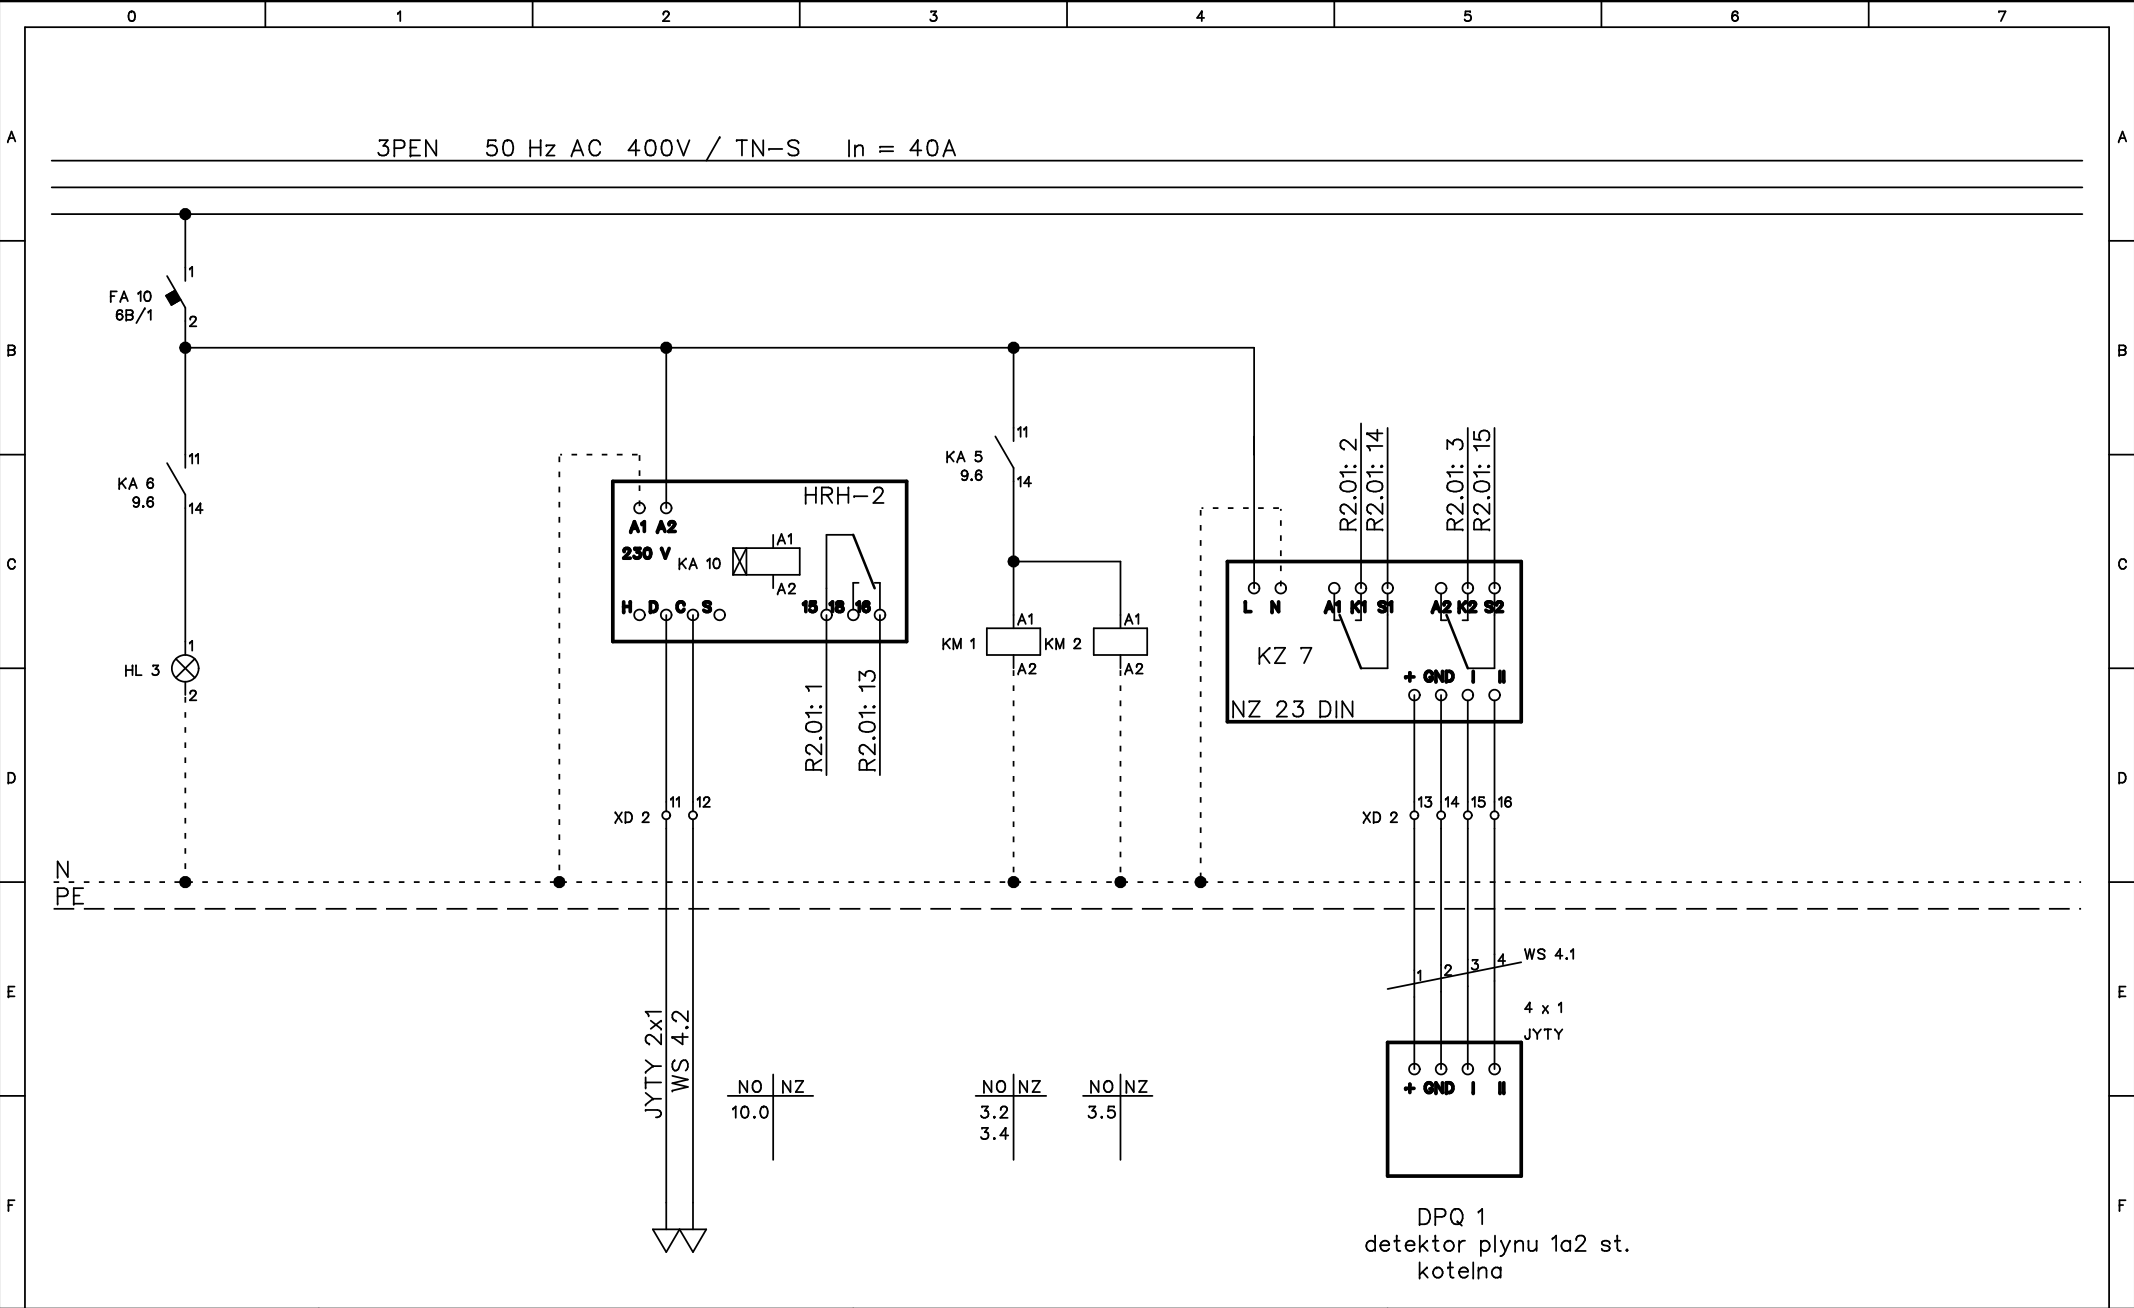 0 1 2 3 4 5 6 7
A A
3PEN 50 Hz AC 400V / TN-S In = 40A
1
FA 10
6B/1
2
B B
11
KA 6
9.6
14
11
KA 5
9.6
14
R2.01: 2
R2.01: 14
R2.01: 3
R2.01: 15
HRH-2
A1 A2
230 V
KA 10
A1
A2
H D C S
15 18 16
C C
A1
KM 1
A2
A1
KM 2
A2
L N
A1 K1 S1
A2 K2 S2
KZ 7
+ GND I II
NZ 23 DIN
1
HL 3
2
R2.01: 1
R2.01: 13
D D
XD 2
11 12
XD 2
13 14 15 16
N
PE
1 2 3 4
WS 4.1
4 x 1
JYTY
E E
JYTY 2x1
WS 4.2
NO NZ
10.0
NO NZ
3.2
3.4
NO NZ
3.5
+ GND I II
F F
DPQ 1
detektor plynu 1a2 st.
kotelna